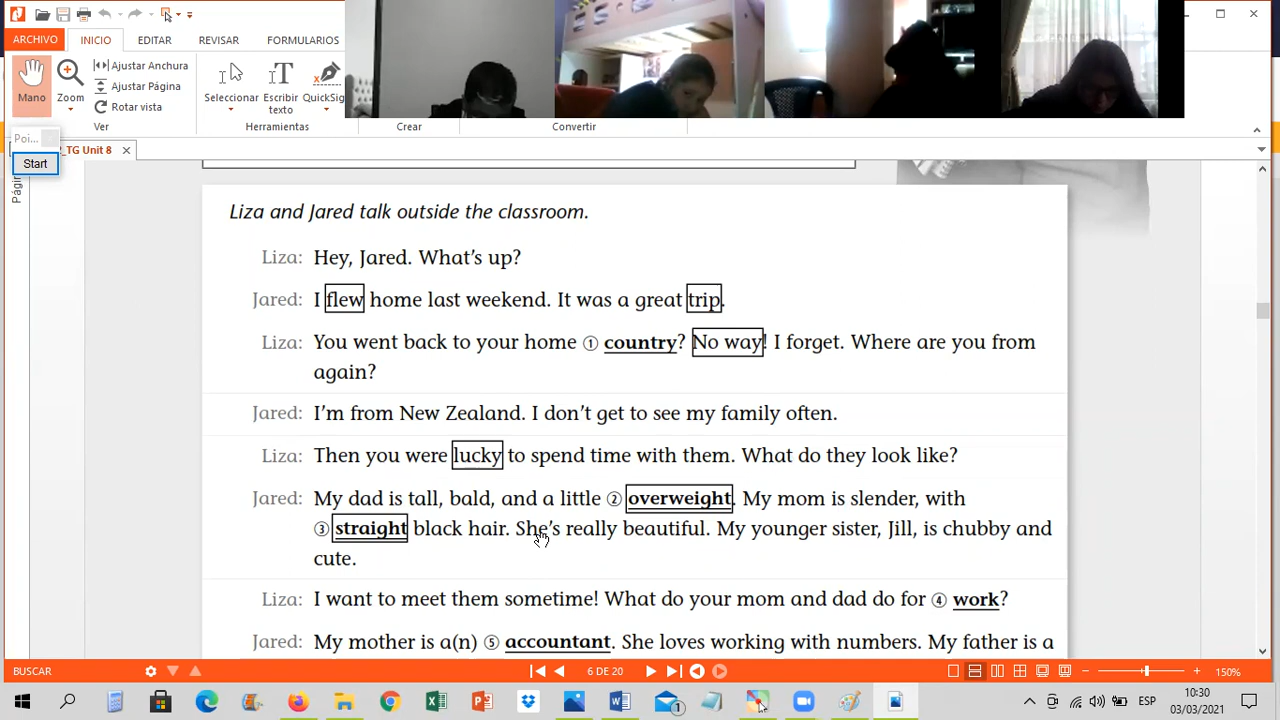 ARCHIVO INICIO EDITAR REVISAR FORMULARIOS
Mano
Zoom
Ajustar Anchura
Ajustar Página
Rotar vista
Seleccionar
Escribir texto
Ver
Herramientas
Crear
Convertir
Poi...
_TG Unit 8
Start
Liza and Jared talk outside the classroom.
Liza: Hey, Jared. What's up?
Jared: I flew home last weekend. It was a great trip.
Liza: You went back to your home ① country? No way! I forget. Where are you from
again?
Jared: I'm from New Zealand. I don't get to see my family often.
Liza: Then you were lucky to spend time with them. What do they look like?
Jared: My dad is tall, bald, and a little ② overweight. My mom is slender, with
③ straight black hair. She's really beautiful. My younger sister, Jill, is chubby and
cute.
Liza: I want to meet them sometime! What do your mom and dad do for ④ work?
Jared: My mother is a(n) ⑤ accountant. She loves working with numbers. My father is a
BUSCAR
6 DE 20
150%
ESP
10:30
03/03/2021